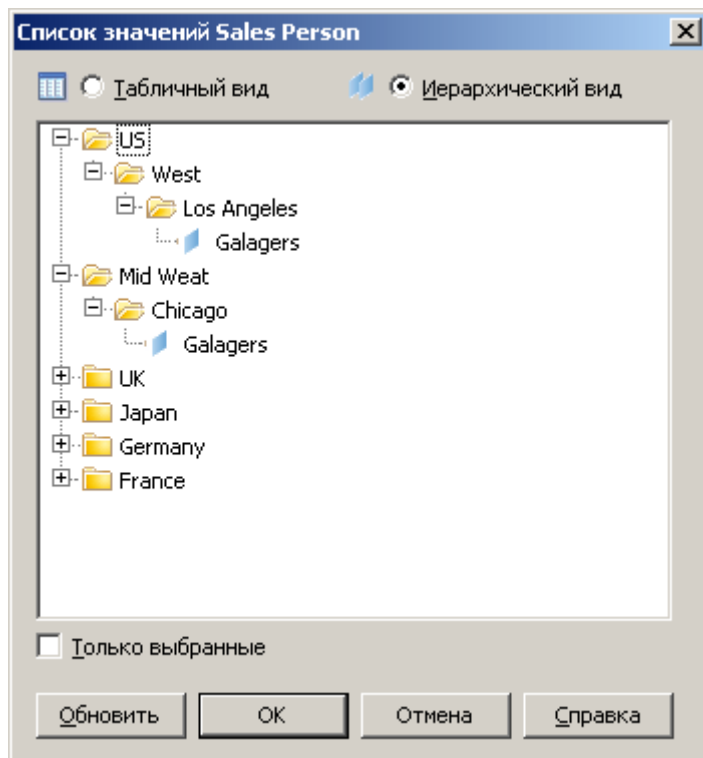 Список значений Sales Person
Табличный вид Иерархический вид
US
West
Los Angeles
Galagers
Mid Weat
Chicago
Galagers
UK
Japan
Germany
France
Только выбранные
Обновить OK Отмена Справка